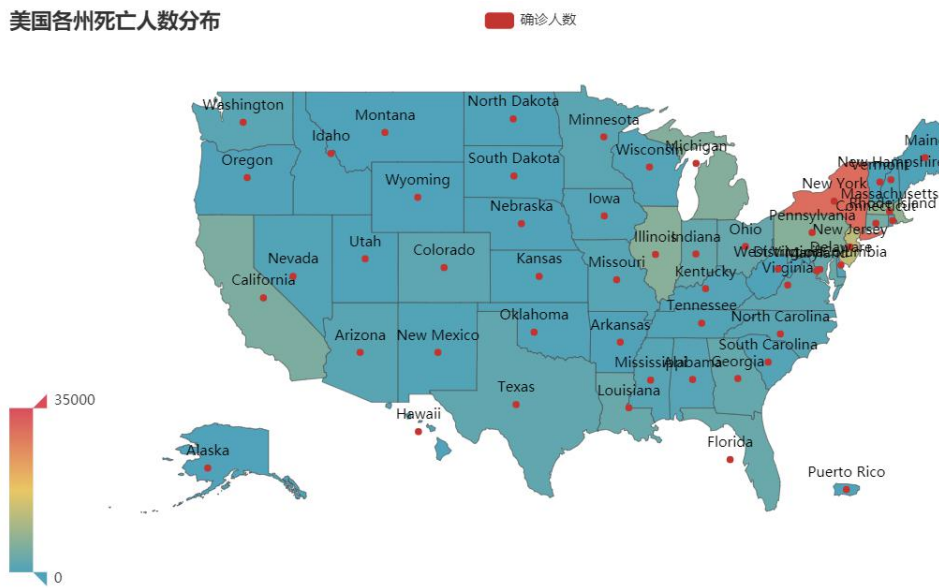 美国各州死亡人数分布
确诊人数
Washington
Montana
North Dakota
Minnesota
Idaho
Michigan
Maine
Oregon
South Dakota
Wisconsin
New Hampshire
Vermont
Wyoming
New York
Massachusetts
Rhode Island
Connecticut
Nebraska
Iowa
Pennsylvania
New Jersey
Ohio
Delaware
Utah
Colorado
Illinois
Indiana
Nevada
Kansas
Missouri
Kentucky
Virginia
California
Tennessee
North Carolina
Oklahoma
Arizona
New Mexico
Arkansas
South Carolina
Mississippi
Alabama
Georgia
Texas
Louisiana
35000
Hawaii
Florida
Alaska
Puerto Rico
0